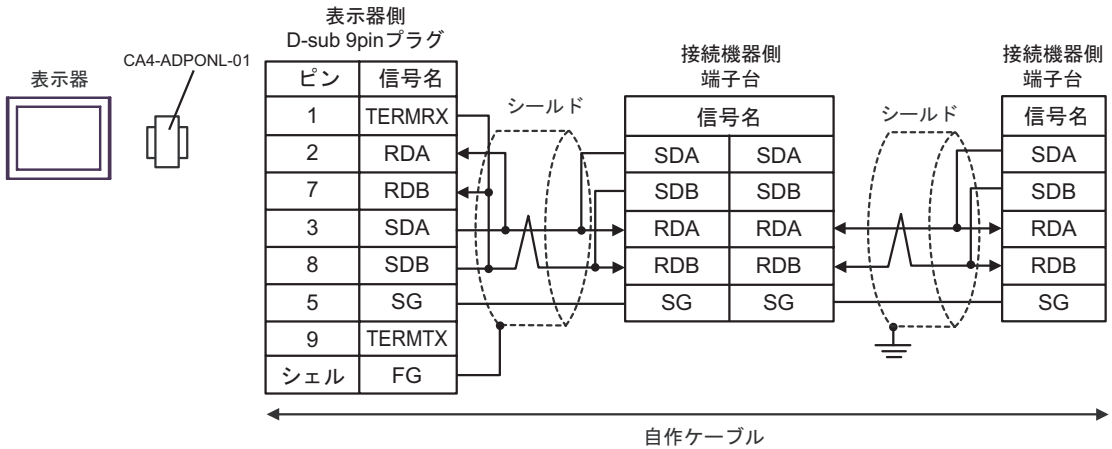 表示器側
D-sub 9pinプラグ
CA4-ADPONL-01
表示器
ピン 信号名
1 TERMRX
2 RDA
7 RDB
3 SDA
8 SDB
5 SG
9 TERMTX
シェル FG
シールド
接続機器側
端子台
信号名
SDA SDA
SDB SDB
RDA RDA
RDB RDB
SG SG
シールド
接続機器側
端子台
信号名
SDA
SDB
RDA
RDB
SG
自作ケーブル